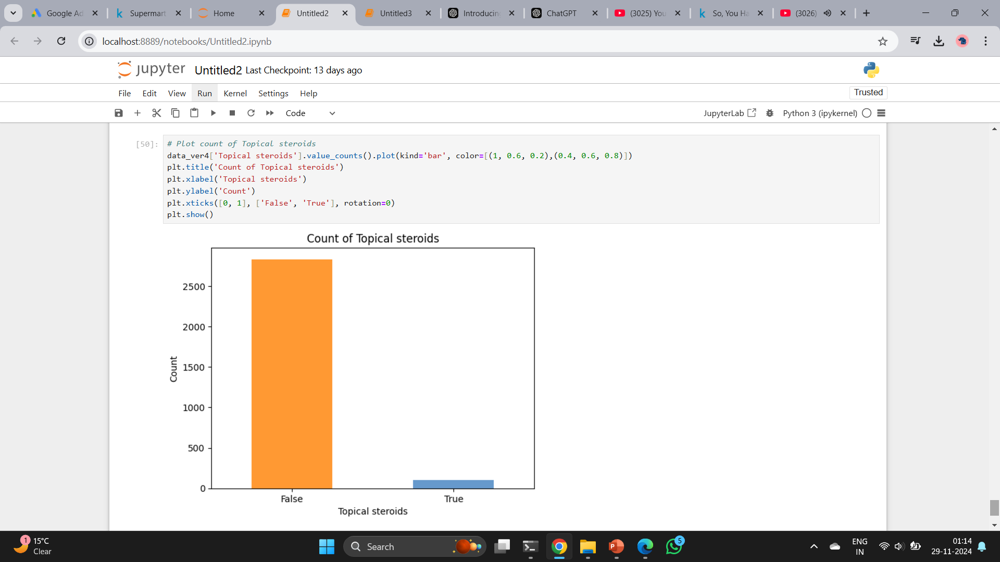 Google Ad
Supermart
Home
Untitled2
Untitled3
Introducing
ChatGPT
(3025) You
So, You Ha
(3026)
localhost:8889/notebooks/Untitled2.ipynb
jupyter Untitled2 Last Checkpoint: 13 days ago
File Edit View Run Kernel Settings Help
Trusted
Code
JupyterLab
Python 3 (ipykernel)
[50]:
# Plot count of Topical steroids
data_ver4['Topical steroids'].value_counts().plot(kind='bar', color=[(1, 0.6, 0.2),(0.4, 0.6, 0.8)])
plt.title('Count of Topical steroids')
plt.xlabel('Topical steroids')
plt.ylabel('Count')
plt.xticks([0, 1], ['False', 'True'], rotation=0)
plt.show()
Count of Topical steroids
2500
2000
1500
1000
500
0
Count
False
True
Topical steroids
1
15°C
Clear
Search
5
ENG
IN
01:14
29-11-2024